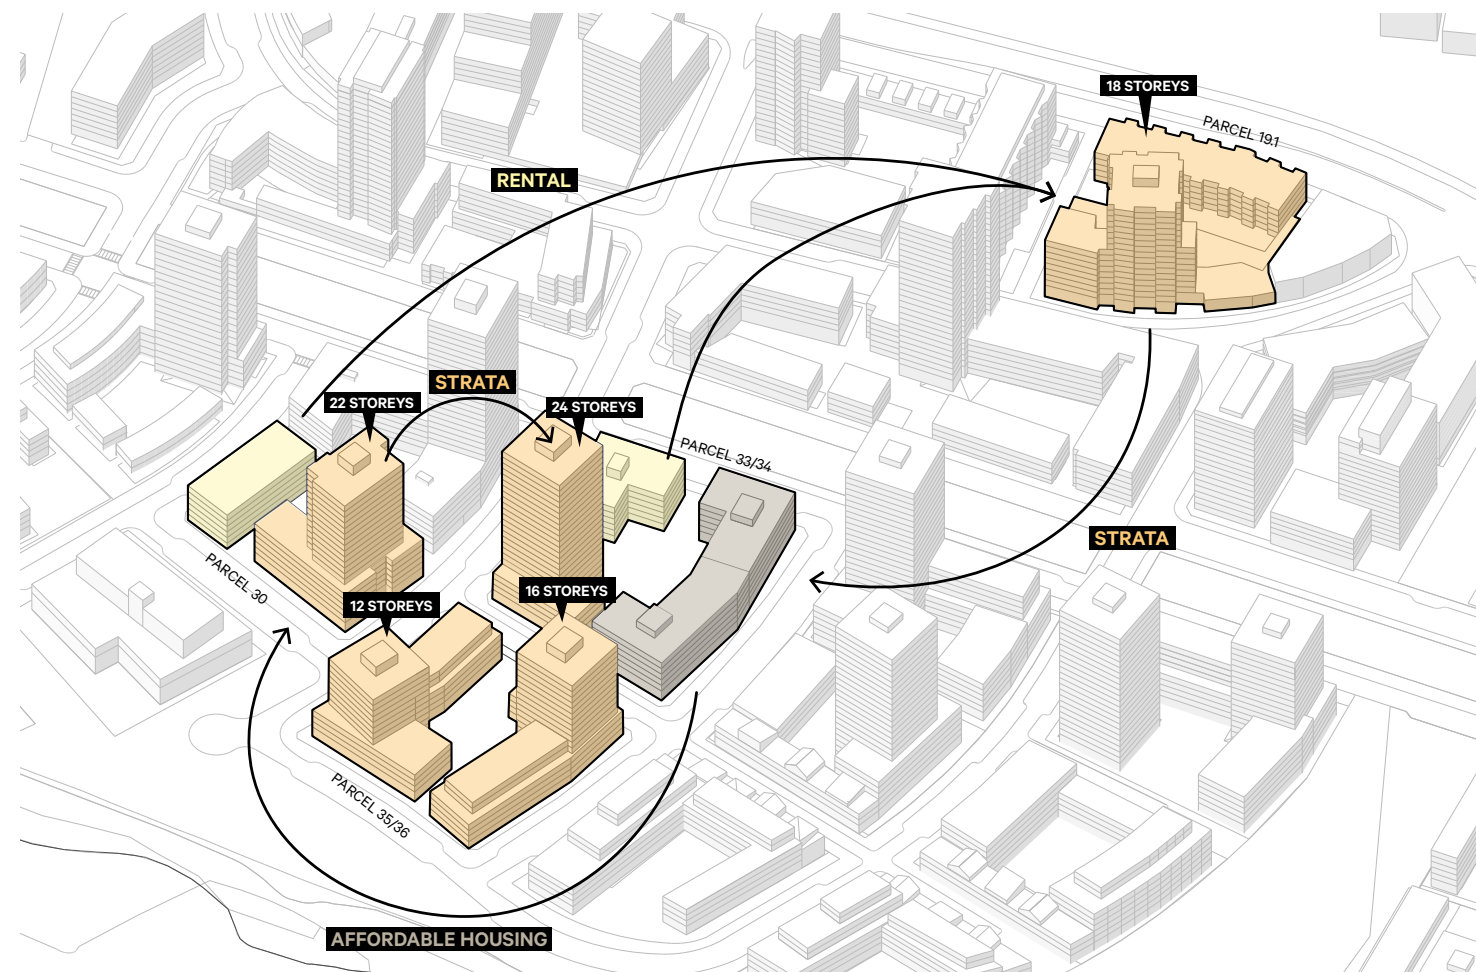 18 STOREYS
PARCEL 19.1
RENTAL
STRATA
22 STOREYS
24 STOREYS
PARCEL 33/34
STRATA
PARCEL 30
12 STOREYS
16 STOREYS
PARCEL 35/36
AFFORDABLE HOUSING